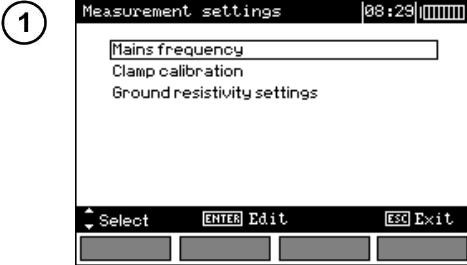 1
Measurement settings 08:29
Mains frequency
Clamp calibration
Ground resistivity settings
Select ENTER Edit ESC Exit